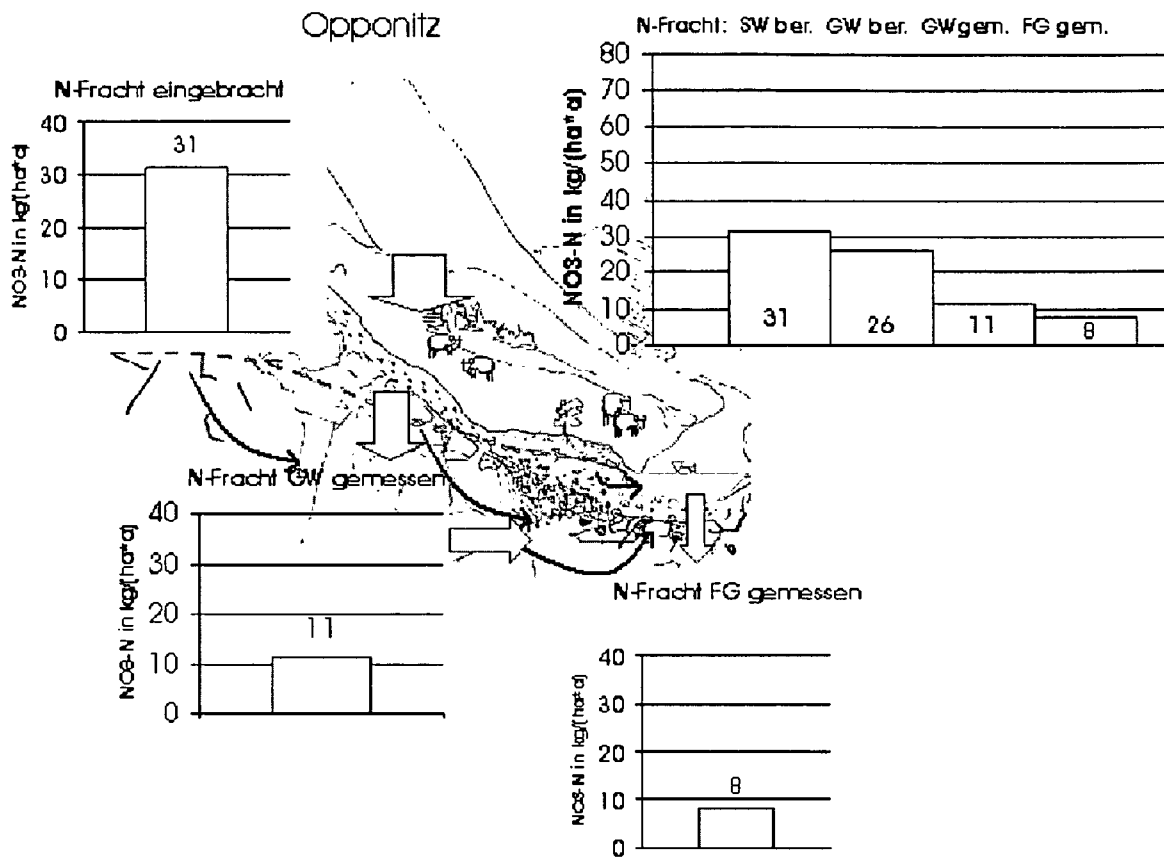 Opponitz
N-Fracht: SW ber. GW ber. GW gem. FG gem.
N-Fracht eingebracht
NO3-N in kg/(ha*a)
40
30
20
10
0
31
NO3-N in kg/(ha*a)
80
70
60
50
40
30
20
10
0
31 26 11 8
N-Fracht GW gemessen
NO3-N in kg/(ha*a)
40
30
20
10
0
11
N-Fracht FG gemessen
NO3-N in kg/(ha*a)
40
30
20
10
0
8